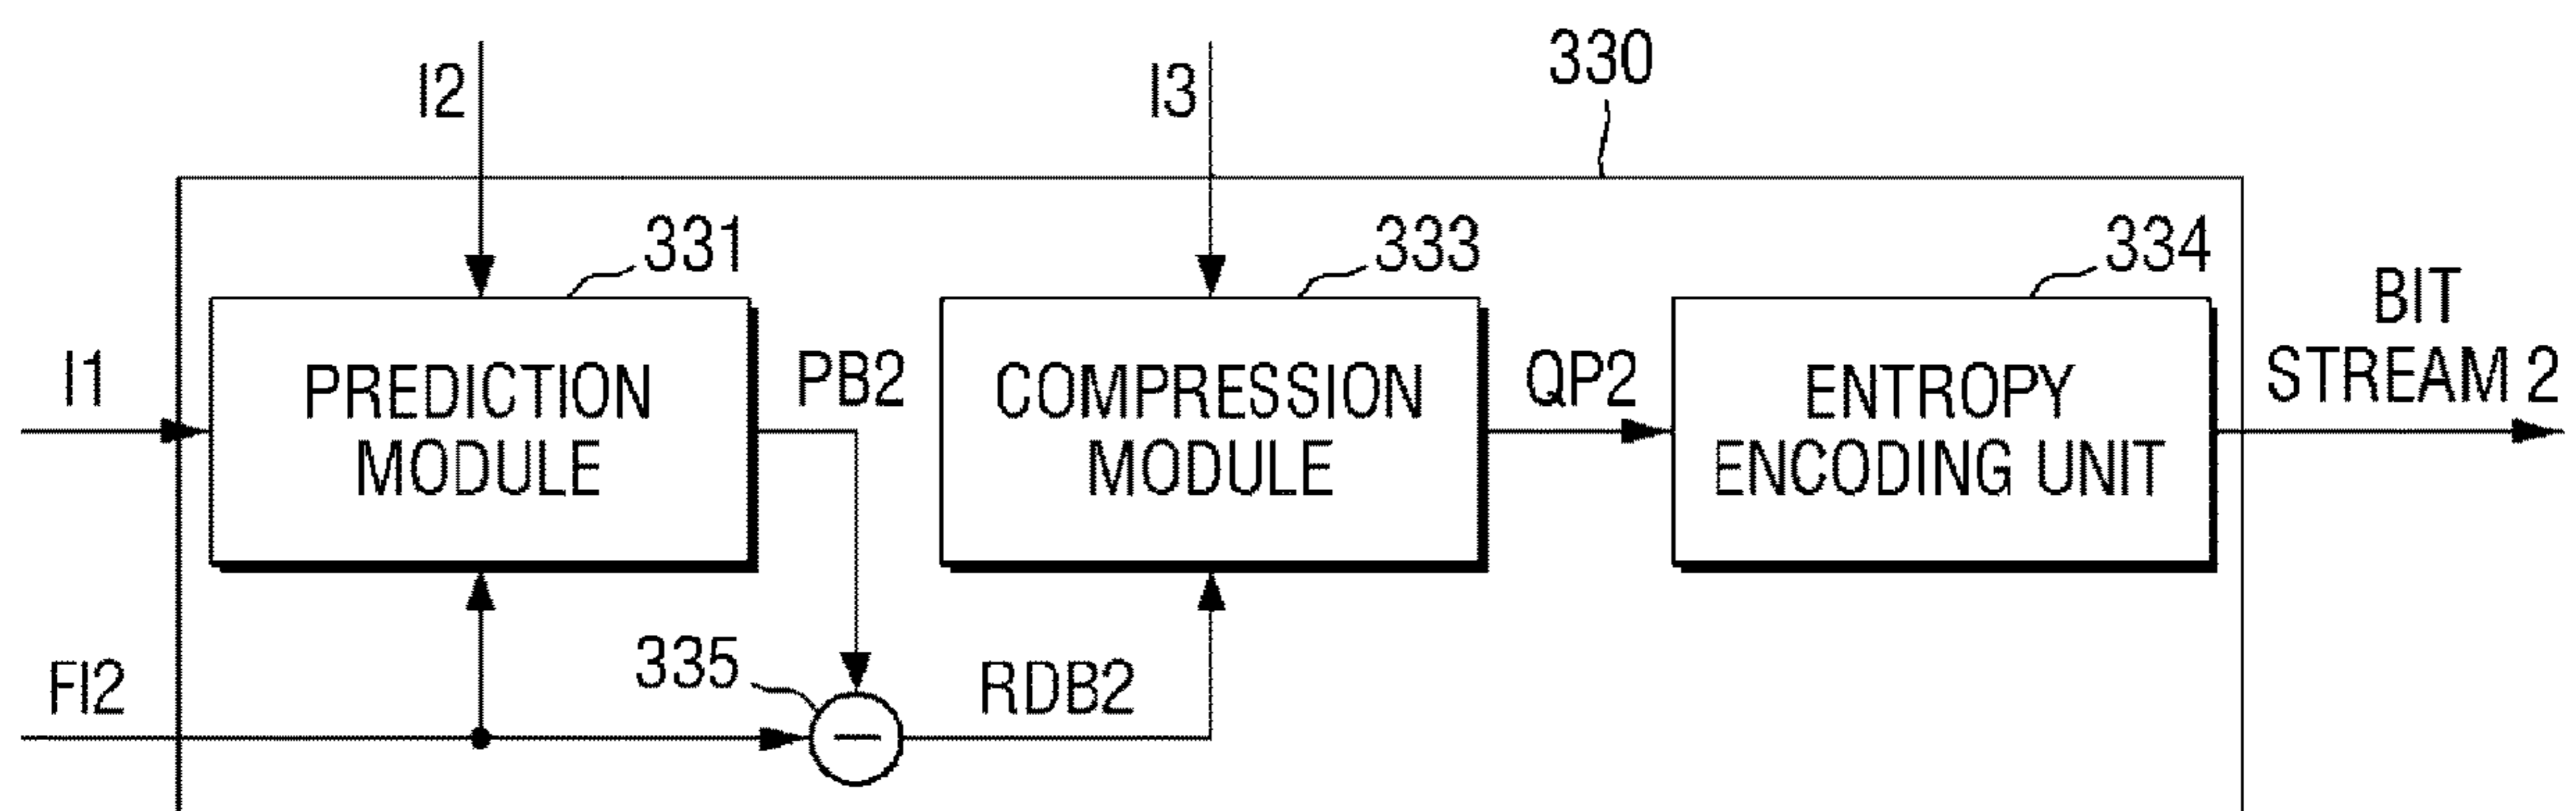 330
I2
I3
331
333
334
BIT
STREAM 2
I1
PREDICTION
MODULE
PB2
COMPRESSION
MODULE
QP2
ENTROPY
ENCODING UNIT
335
FI2
RDB2